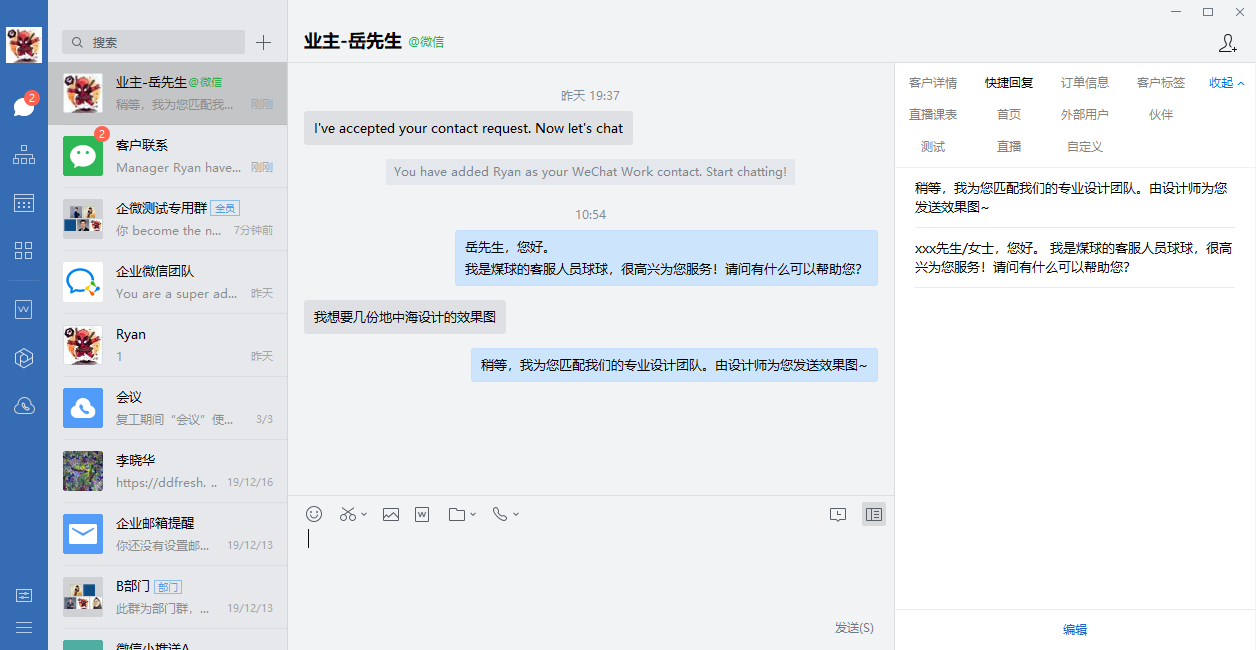 2
搜索
业主-岳先生@微信
稍等，我为您匹配我... 刚刚
2
客户联系
Manager Ryan have... 刚刚
企微测试专用群 全员
你 become the n... 7分钟前
企业微信团队
You are a super ad... 昨天
Ryan
1 昨天
会议
复工期间“会议”使... 3/3
李晓华
https://ddfresh. .. 19/12/16
企业邮箱提醒
你还没有设置邮... 19/12/13
B部门 部门
此群为部门群，... 19/12/13
微信小推送A
业主-岳先生 @微信
昨天 19:37
I've accepted your contact request. Now let's chat
You have added Ryan as your WeChat Work contact. Start chatting!
10:54
岳先生，您好。
我是煤球的客服人员球球，很高兴为您服务！请问有什么可以帮助您?
我想要几份地中海设计的效果图
稍等，我为您匹配我们的专业设计团队。由设计师为您发送效果图~
发送(S)
客户详情 快捷回复 订单信息 客户标签 收起
直播课表 首页 外部用户 伙伴
测试 直播 自定义
稍等，我为您匹配我们的专业设计团队。由设计师为您
发送效果图~
xxx先生/女士，您好。 我是煤球的客服人员球球，很高
兴为您服务！请问有什么可以帮助您?
编辑